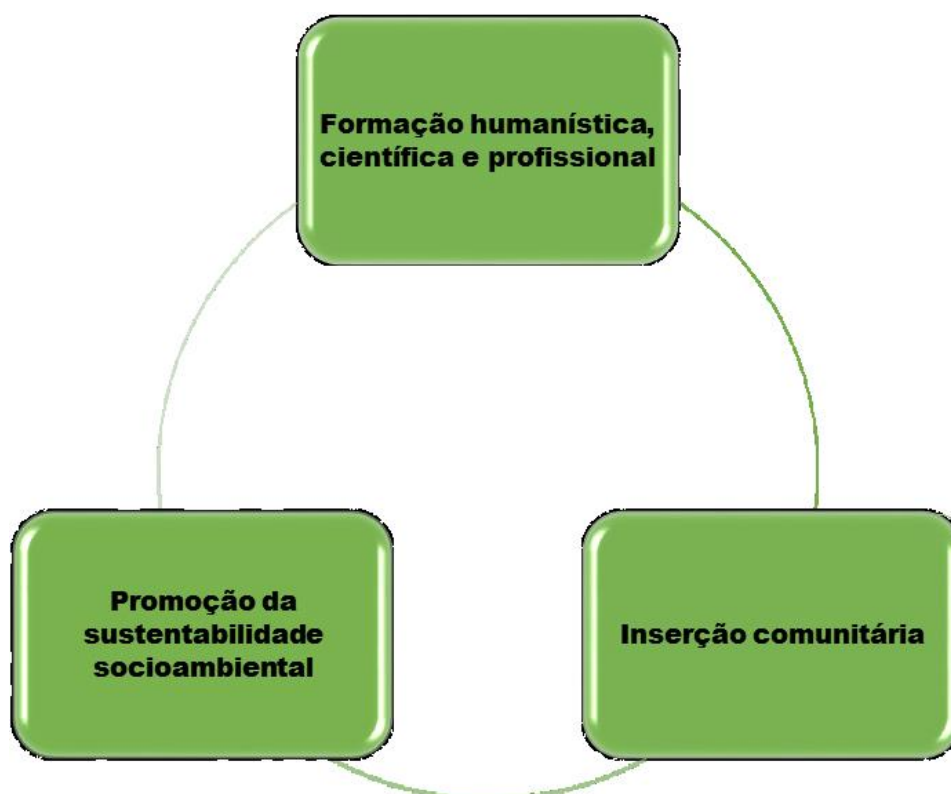 Formação humanística,
científica e profissional
Promoção da
sustentabilidade
socioambiental
Inserção comunitária